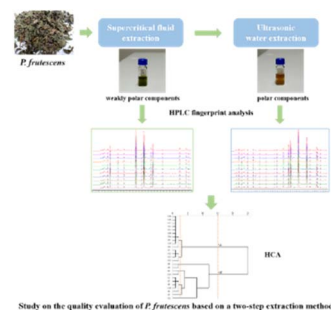 Supercritical fluid
extraction
Ultrasonic
water extraction
P. frutescens
weakly polar components
polar components
HPLC fingerprint analysis
HCA
Study on the quality evaluation of P. frutescens based on a two-step extraction method